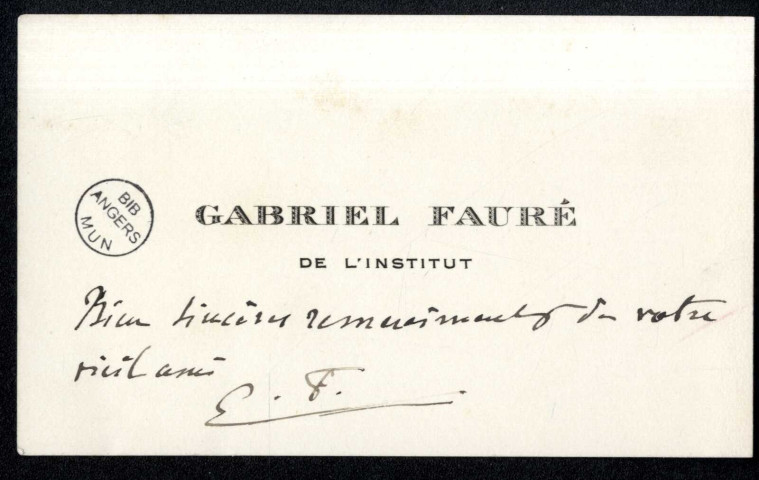 BIB
ANGERS
MUN
GABRIEL FAURÉ
DE L'INSTITUT
Bien sincères remerciements de votre
vieil ami
G. F.